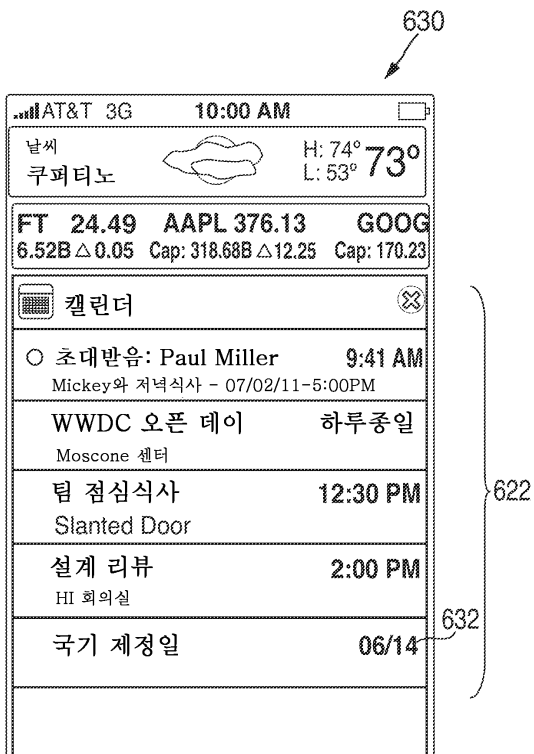 630
AT&T 3G 10:00 AM
날씨
쿠퍼티노
H: 74°
L: 53°
73°
FT 24.49 AAPL 376.13 GOOG
6.52B △0.05 Cap: 318.68B △12.25 Cap: 170.23
캘린더
초대받음: Paul Miller 9:41 AM
Mickey와 저녁식사 - 07/02/11-5:00PM
WWDC 오픈 데이 하루종일
Moscone 센터
팀 점심식사 12:30 PM
Slanted Door
설계 리뷰 2:00 PM
HI 회의실
국기 제정일 06/14
622
632